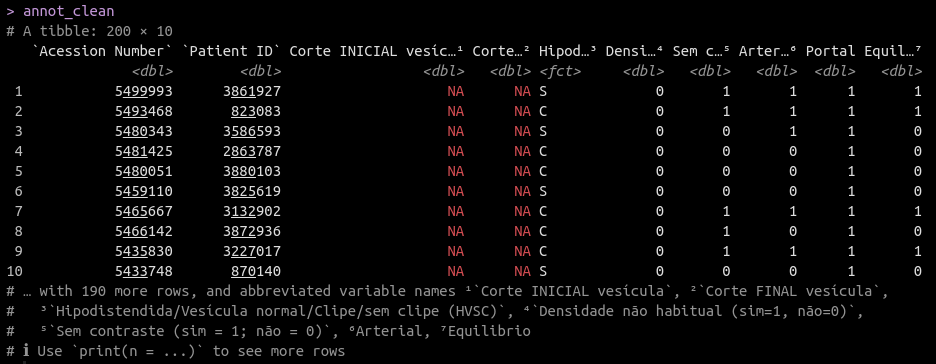 > annot_clean
# A tibble: 200 × 10
`Acession Number` `Patient ID` Corte INICIAL vesíc…¹ Corte…² Hipod…³ Densi…⁴ Sem c…⁵ Arter…⁶ Portal Equil…⁷
<dbl> <dbl> <dbl> <dbl> <fct> <dbl> <dbl> <dbl> <dbl> <dbl>
1 5499993 3861927 NA NA S 0 1 1 1 1
2 5493468 823083 NA NA C 0 1 1 1 1
3 5480343 3586593 NA NA S 0 0 1 1 0
4 5481425 2863787 NA NA C 0 0 0 1 0
5 5480051 3880103 NA NA C 0 0 0 1 0
6 5459110 3825619 NA NA S 0 0 0 1 0
7 5465667 3132902 NA NA C 0 1 1 1 1
8 5466142 3872936 NA NA C 0 1 0 1 0
9 5435830 3227017 NA NA C 0 1 1 1 1
10 5433748 870140 NA NA S 0 0 0 1 0
# … with 190 more rows, and abbreviated variable names ¹`Corte INICIAL vesícula`, ²`Corte FINAL vesícula`,
# ³`Hipodistendida/Vesícula normal/Clipe/sem clipe (HVSC)`, ⁴`Densidade não habitual (sim=1, não=0)`,
# ⁵`Sem contraste (sim = 1; não = 0)`, ⁶Arterial, ⁷Equilibrio
# ℹ Use `print(n = ...)` to see more rows